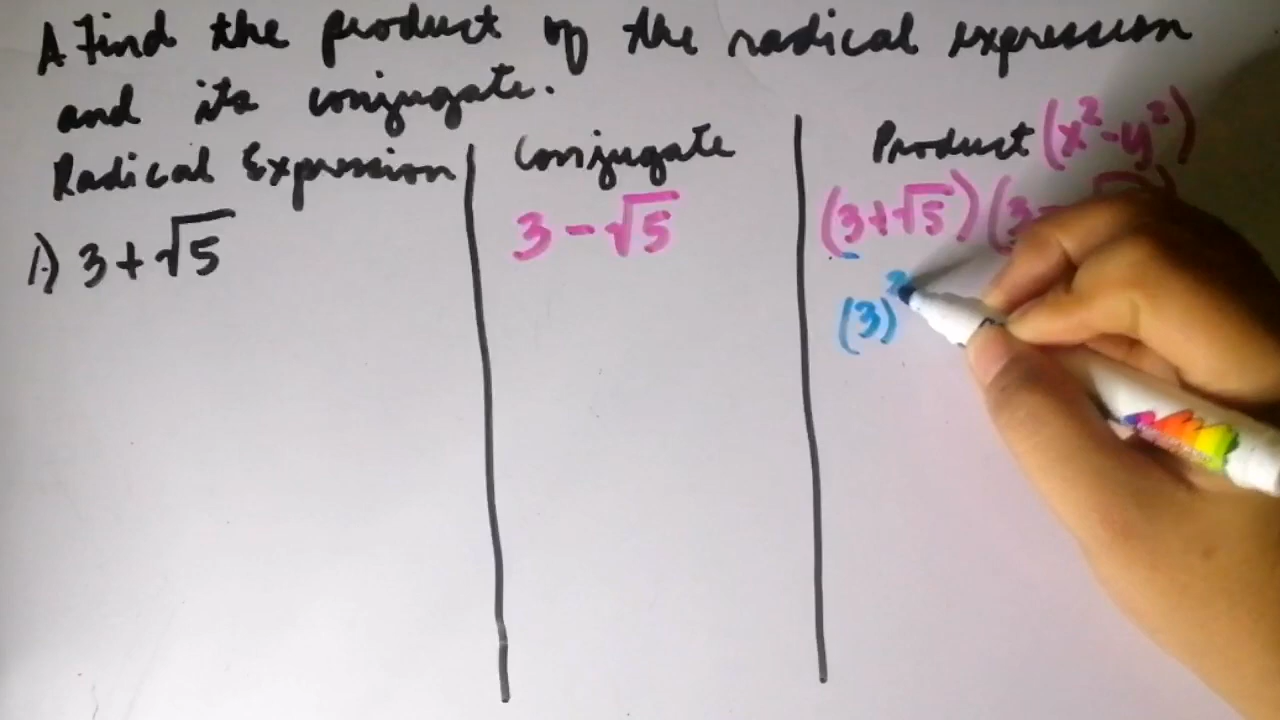 A Find the product of the radical expression
and its conjugate.
Radical Expression
Conjugate
Product (x²-y²)
1.) 3+√5
3-√5
(3+√5)(3-
(3)²